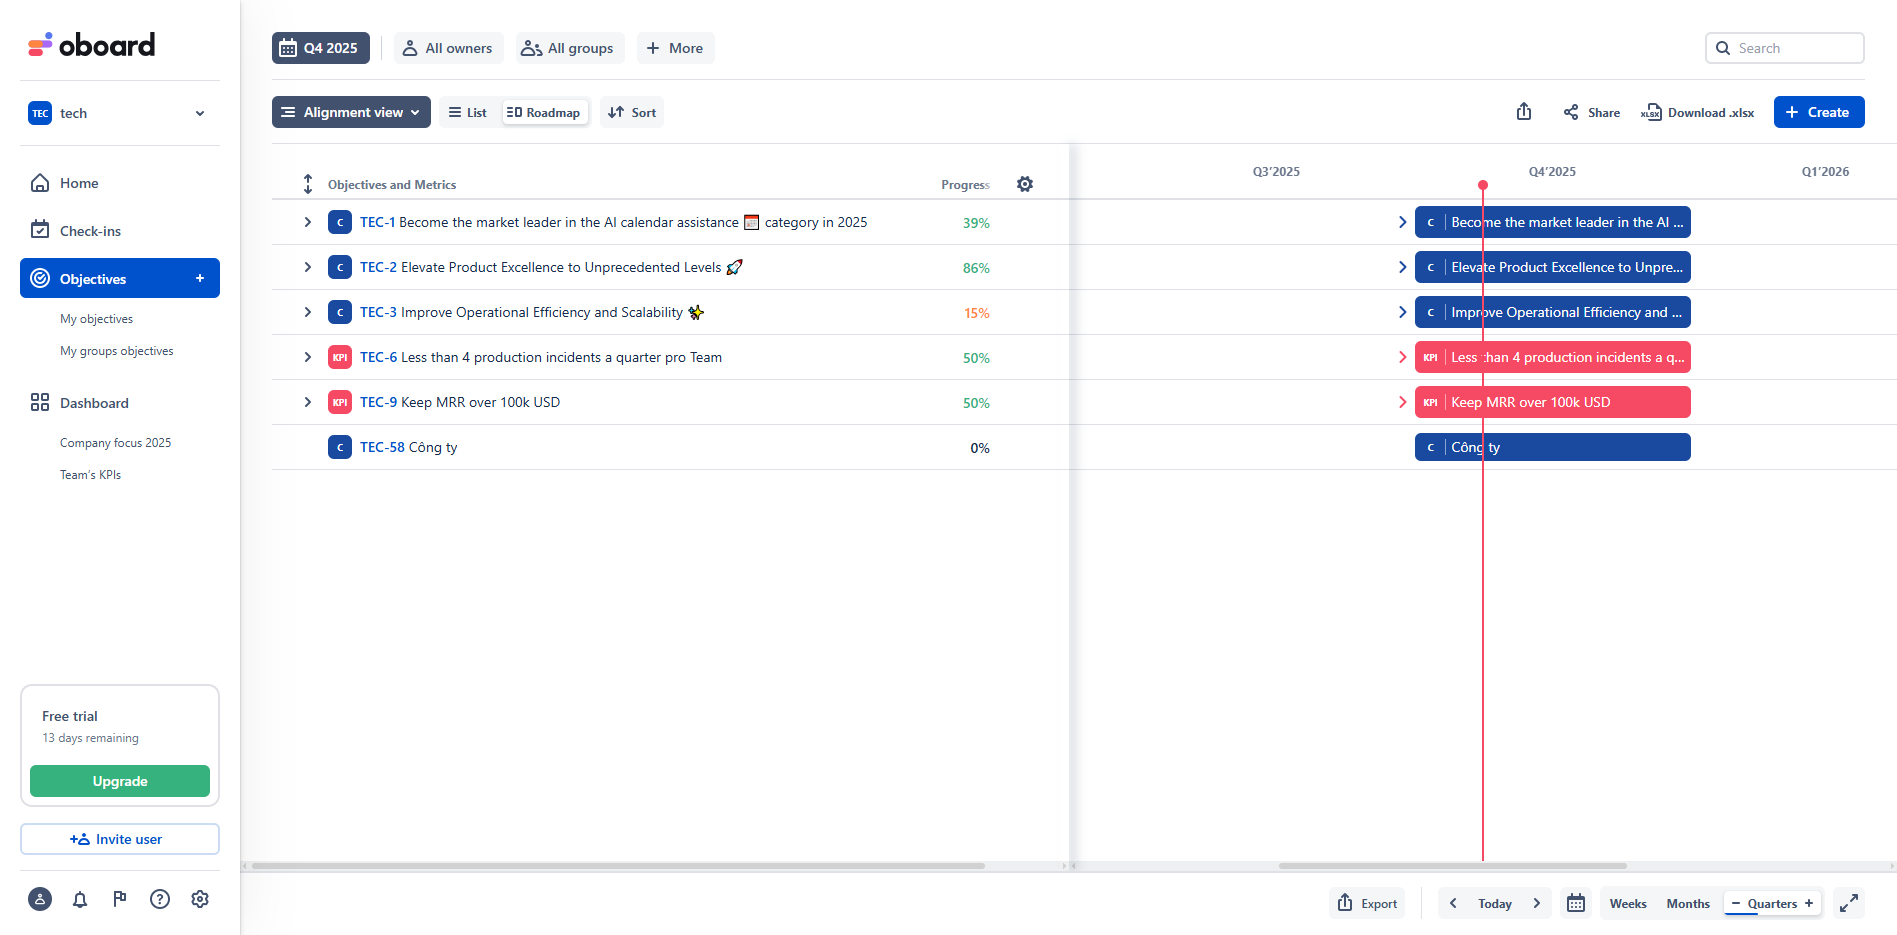 oboard
TEC tech
Home
Check-ins
Objectives +
My objectives
My groups objectives
Dashboard
Company focus 2025
Team's KPIs
Free trial
13 days remaining
Upgrade
Invite user
Q4 2025 All owners All groups + More
Search
Alignment view List Roadmap Sort
Share XLSX Download .xlsx + Create
Objectives and Metrics Progress
Q3'2025 Q4'2025 Q1'2026
C TEC-1 Become the market leader in the AI calendar assistance 🗓 category in 2025 39%
C Become the market leader in the AI ...
C TEC-2 Elevate Product Excellence to Unprecedented Levels 🚀 86%
C Elevate Product Excellence to Unpre...
C TEC-3 Improve Operational Efficiency and Scalability ✨ 15%
C Improve Operational Efficiency and ...
KPI TEC-6 Less than 4 production incidents a quarter pro Team 50%
KPI Less than 4 production incidents a q...
KPI TEC-9 Keep MRR over 100k USD 50%
KPI Keep MRR over 100k USD
C TEC-58 Công ty 0%
C Công ty
Export Today Weeks Months − Quarters +